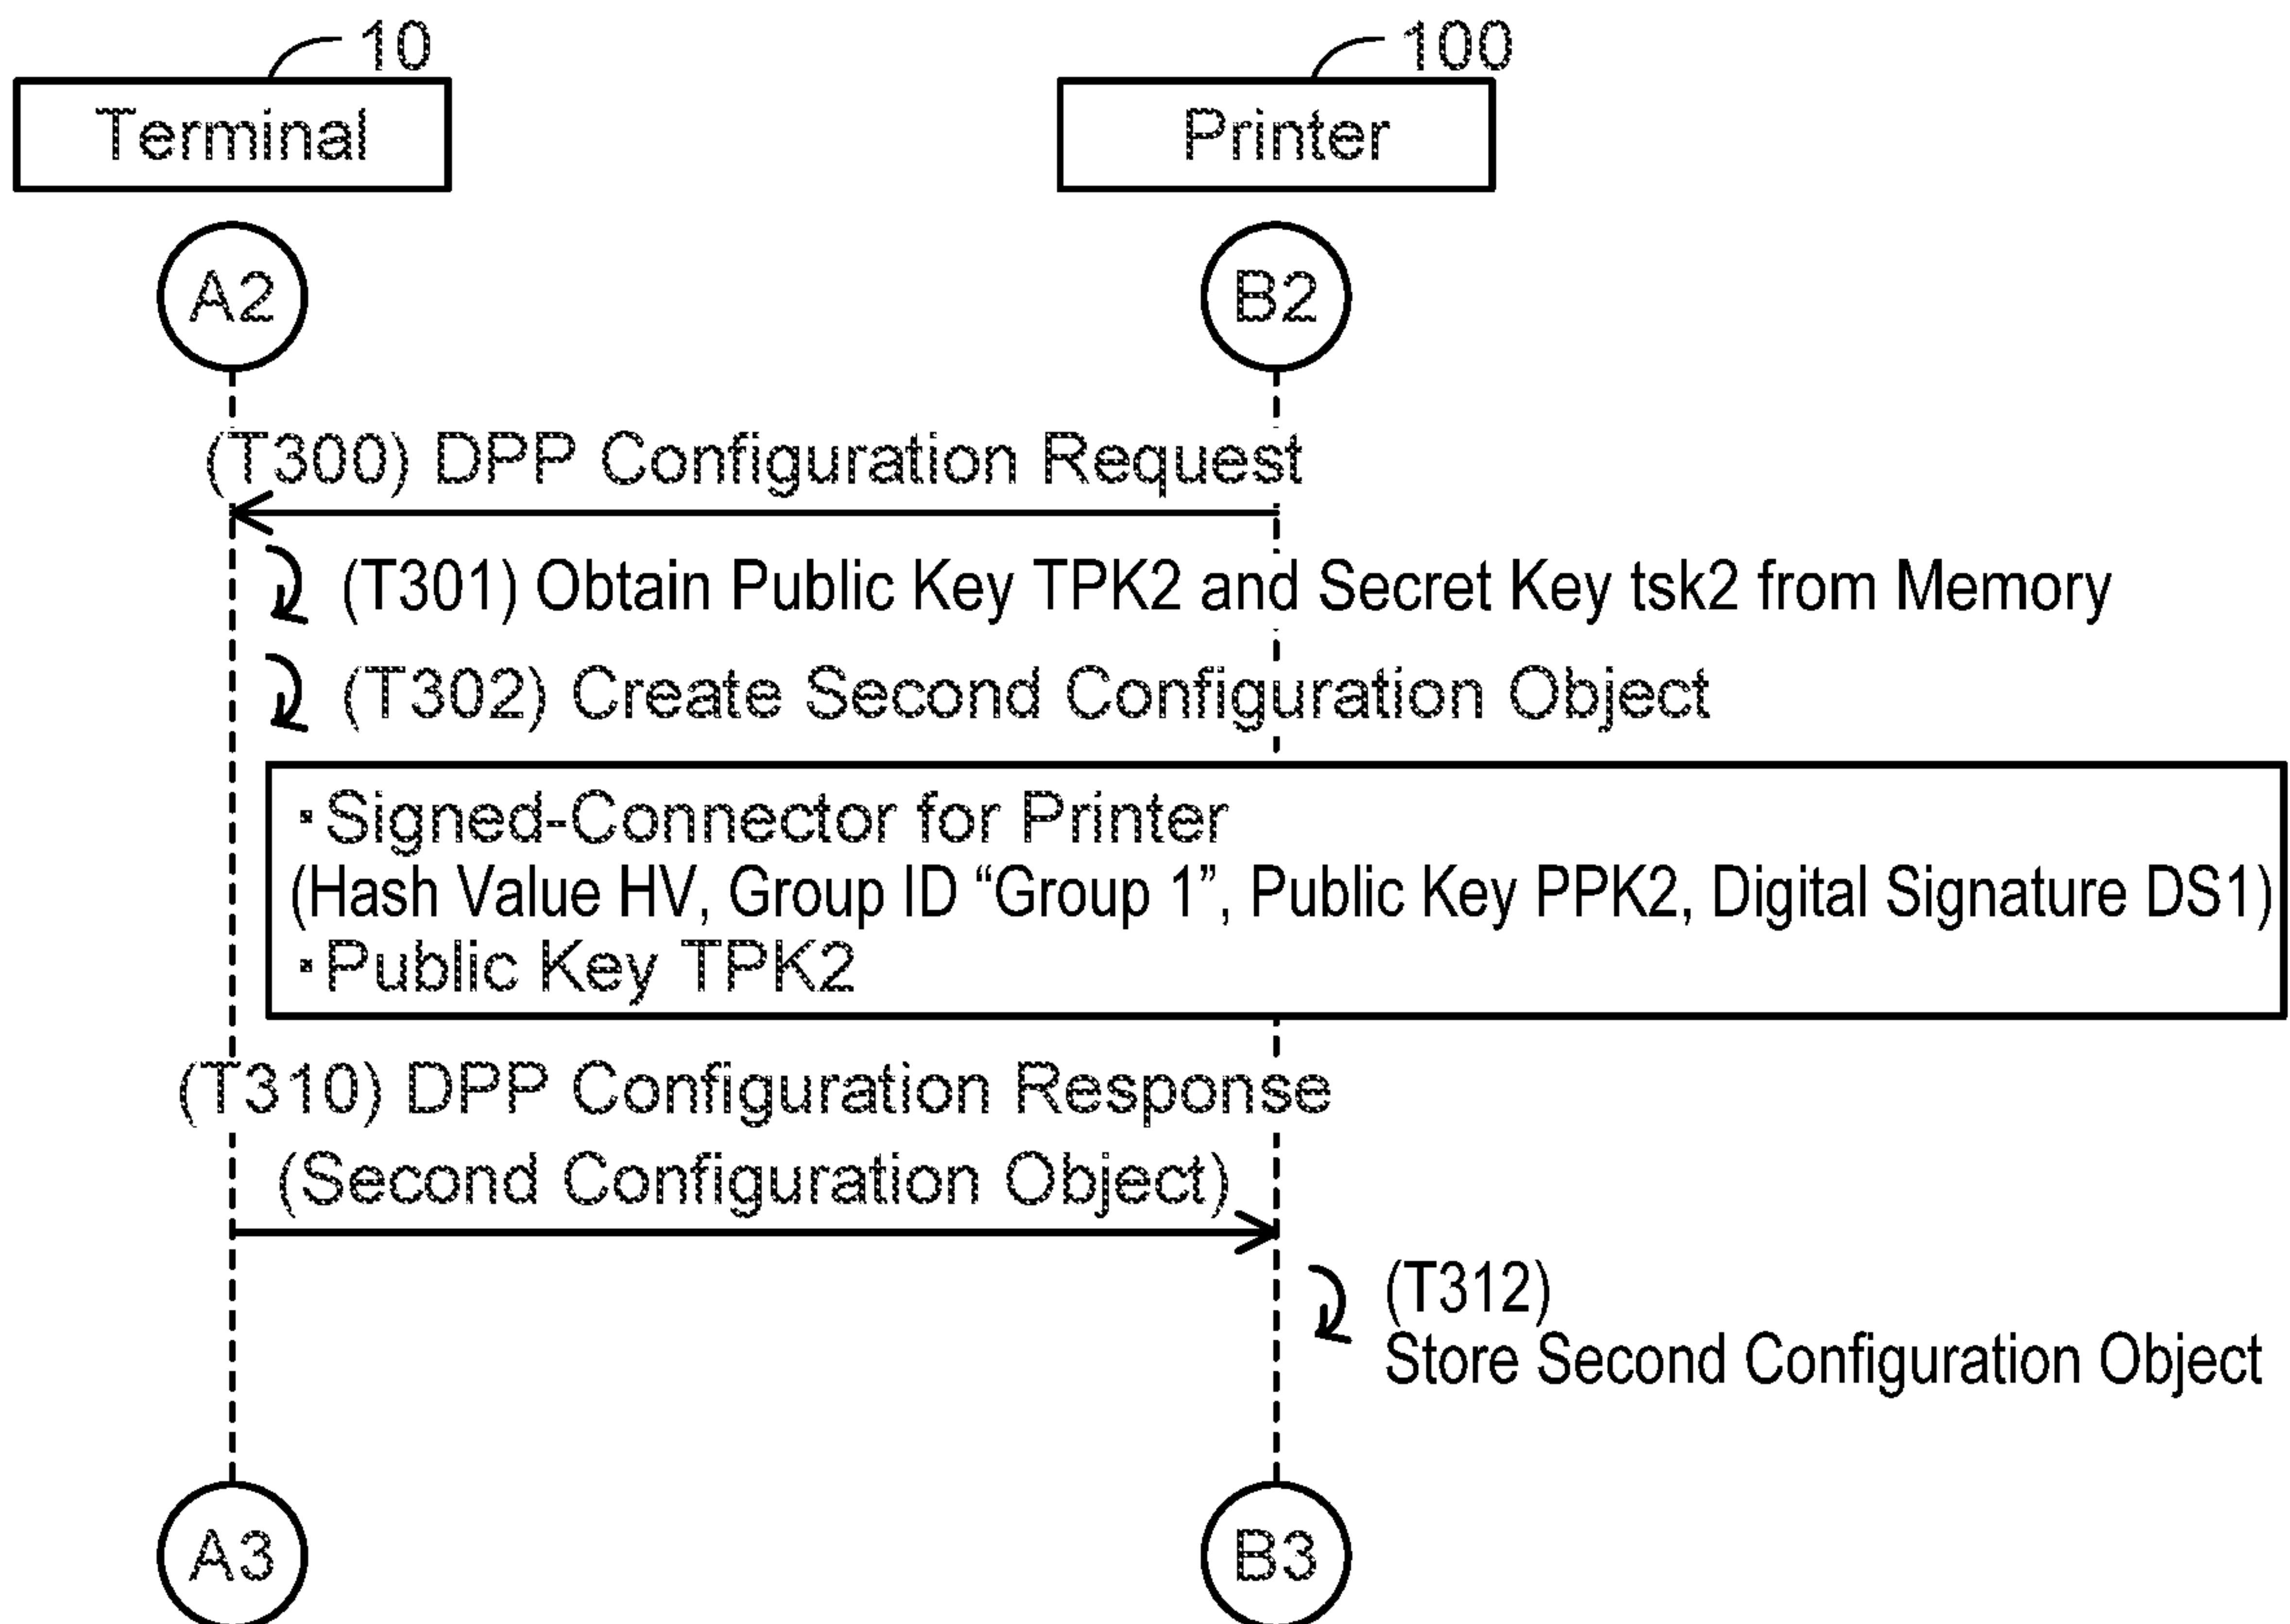 10
100
Terminal
Printer
A2
B2
(T300) DPP Configuration Request
(T301) Obtain Public Key TPK2 and Secret Key tsk2 from Memory
(T302) Create Second Configuration Object
·Signed-Connector for Printer
(Hash Value HV, Group ID “Group 1”, Public Key PPK2, Digital Signature DS1)
·Public Key TPK2
(T310) DPP Configuration Response
(Second Configuration Object)
(T312)
Store Second Configuration Object
A3
B3